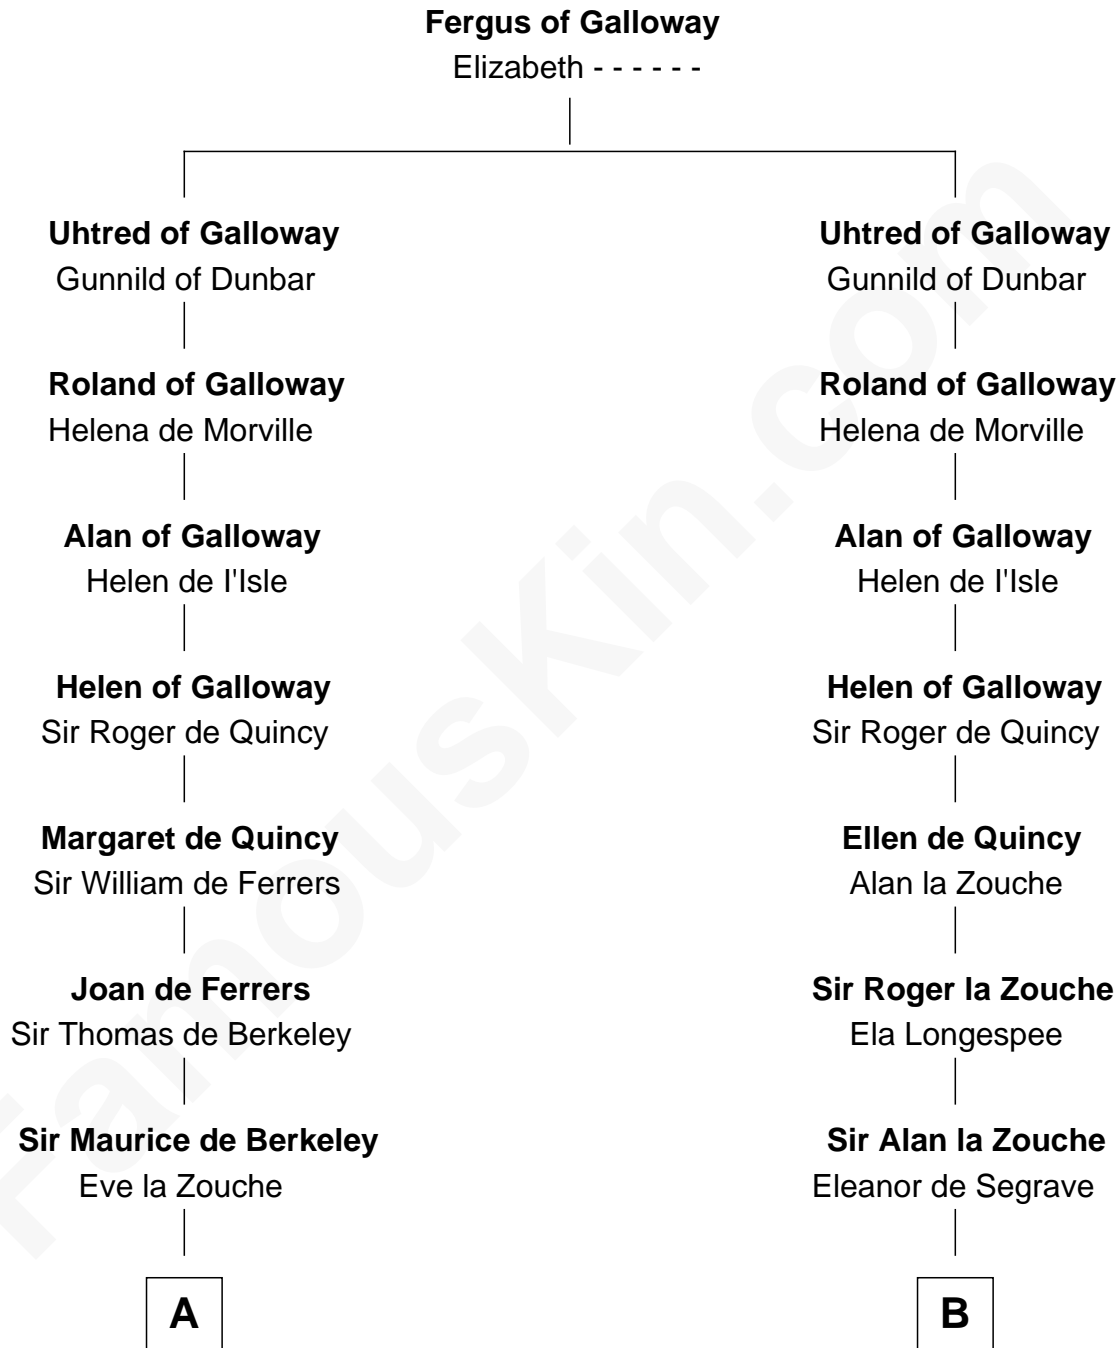 Fergus of Galloway
Elizabeth - - - - - -
Uhtred of Galloway
Gunnild of Dunbar
Roland of Galloway
Helena de Morville
Alan of Galloway
Helen de I'Isle
Helen of Galloway
Sir Roger de Quincy
Margaret de Quincy
Sir William de Ferrers
Joan de Ferrers
Sir Thomas de Berkeley
Sir Maurice de Berkeley
Eve la Zouche
A
Uhtred of Galloway
Gunnild of Dunbar
Roland of Galloway
Helena de Morville
Alan of Galloway
Helen de I'Isle
Helen of Galloway
Sir Roger de Quincy
Ellen de Quincy
Alan la Zouche
Sir Roger la Zouche
Ela Longespee
Sir Alan la Zouche
Eleanor de Segrave
B
FamousKin.com